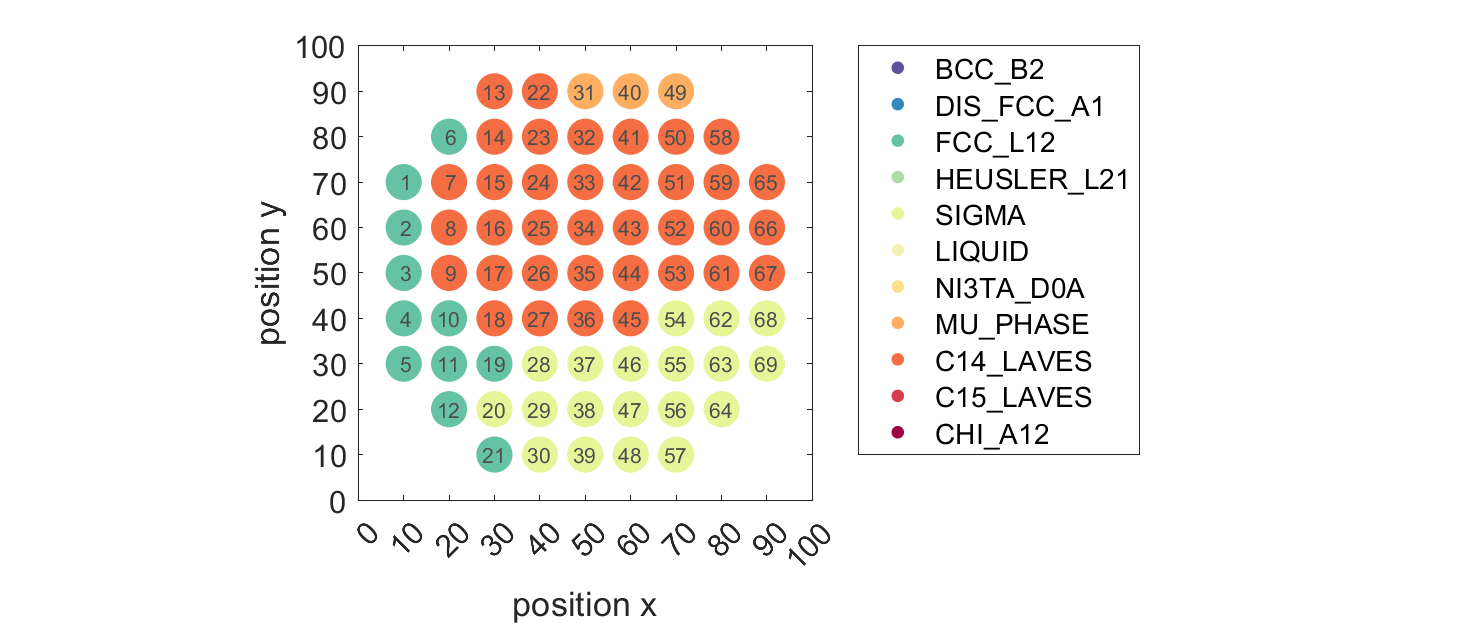 100
90 13 22 31 40 49
80 6 14 23 32 41 50 58
70 1 7 15 24 33 42 51 59 65
60 2 8 16 25 34 43 52 60 66
50 3 9 17 26 35 44 53 61 67
40 4 10 18 27 36 45 54 62 68
30 5 11 19 28 37 46 55 63 69
20 12 20 29 38 47 56 64
10 21 30 39 48 57
0
0 10 20 30 40 50 60 70 80 90 100
position x
position y
BCC_B2
DIS_FCC_A1
FCC_L12
HEUSLER_L21
SIGMA
LIQUID
NI3TA_D0A
MU_PHASE
C14_LAVES
C15_LAVES
CHI_A12